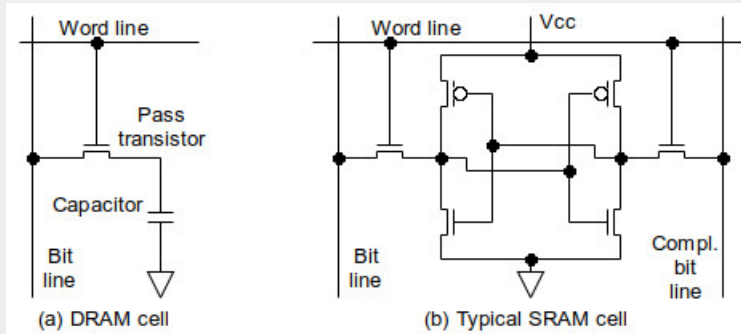 Word line
Pass
transistor
Capacitor
Bit
line
(a) DRAM cell
Word line
Vcc
Bit
line
Compl.
bit
line
(b) Typical SRAM cell